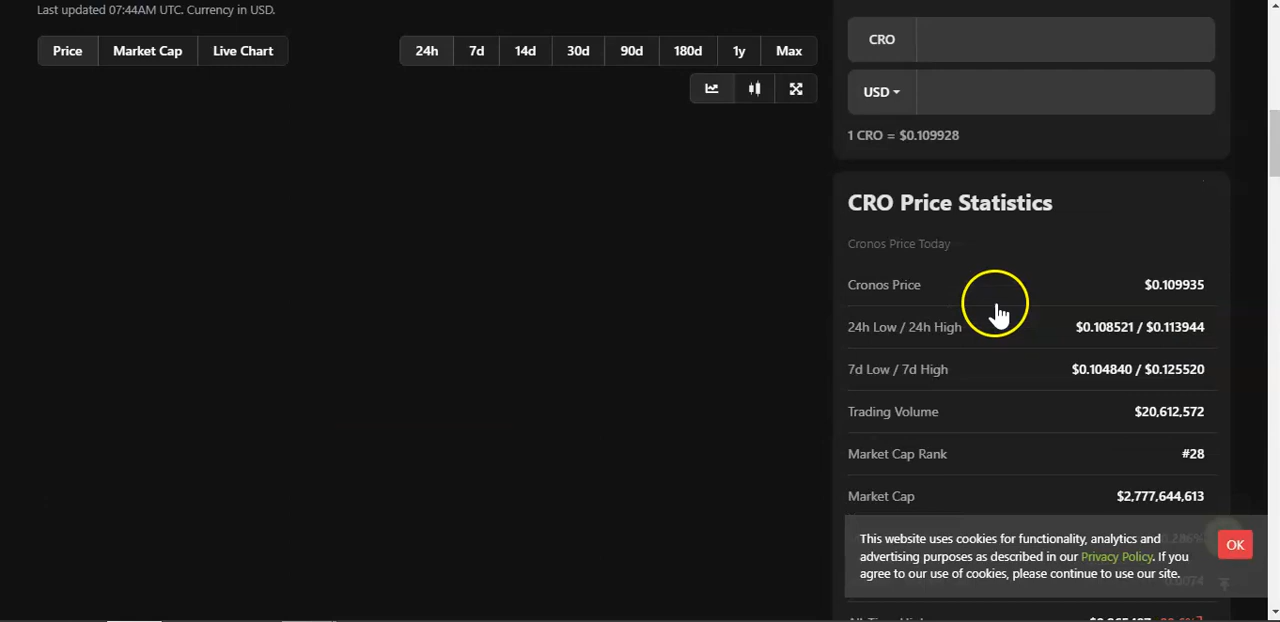 Last updated 07:44AM UTC. Currency in USD.
Price
Market Cap
Live Chart
24h
7d
14d
30d
90d
180d
1y
Max
CRO
USD
1 CRO = $0.109928
CRO Price Statistics
Cronos Price Today
Cronos Price $0.109935
24h Low / 24h High $0.108521 / $0.113944
7d Low / 7d High $0.104840 / $0.125520
Trading Volume $20,612,572
Market Cap Rank #28
Market Cap $2,777,644,613
This website uses cookies for functionality, analytics and
advertising purposes as described in our Privacy Policy. If you
agree to our use of cookies, please continue to use our site.
OK